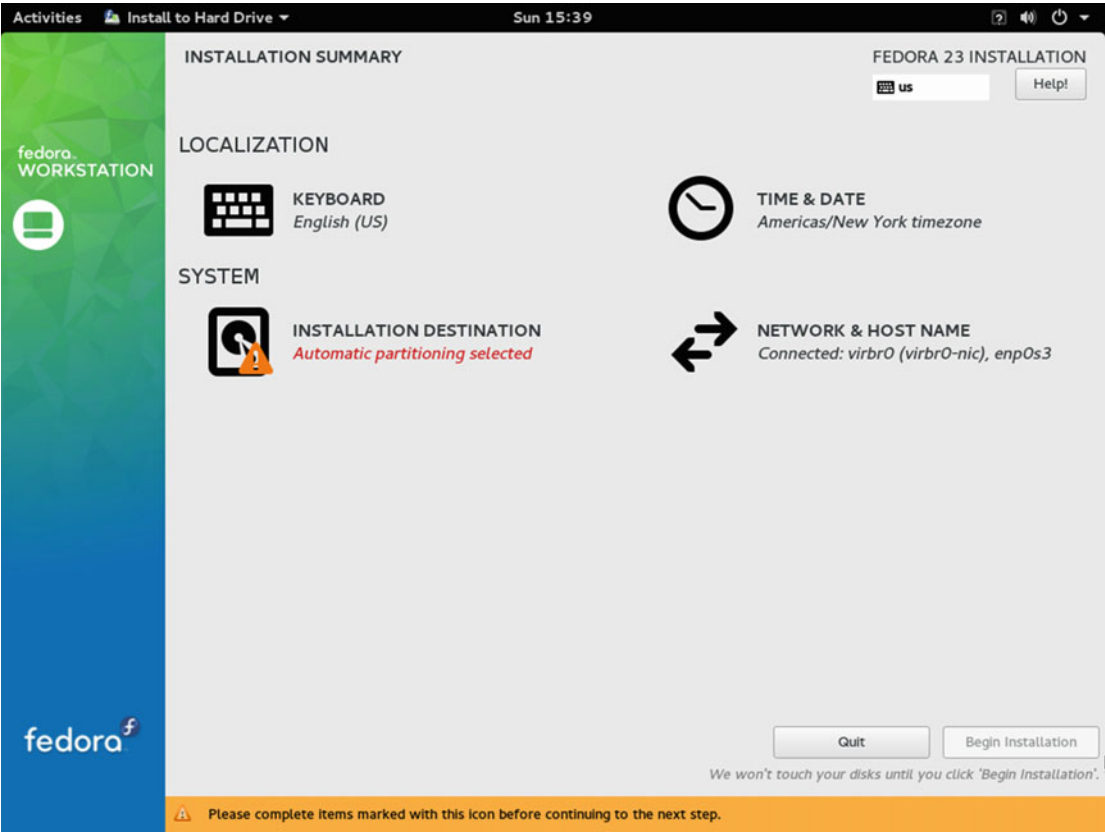 Activities Install to Hard Drive Sun 15:39
INSTALLATION SUMMARY
FEDORA 23 INSTALLATION
us
Help!
fedora
WORKSTATION
LOCALIZATION
KEYBOARD
English (US)
TIME & DATE
Americas/New York timezone
SYSTEM
INSTALLATION DESTINATION
Automatic partitioning selected
NETWORK & HOST NAME
Connected: virbr0 (virbr0-nic), enp0s3
fedora
Quit
Begin Installation
We won't touch your disks until you click 'Begin Installation'.
Please complete items marked with this icon before continuing to the next step.